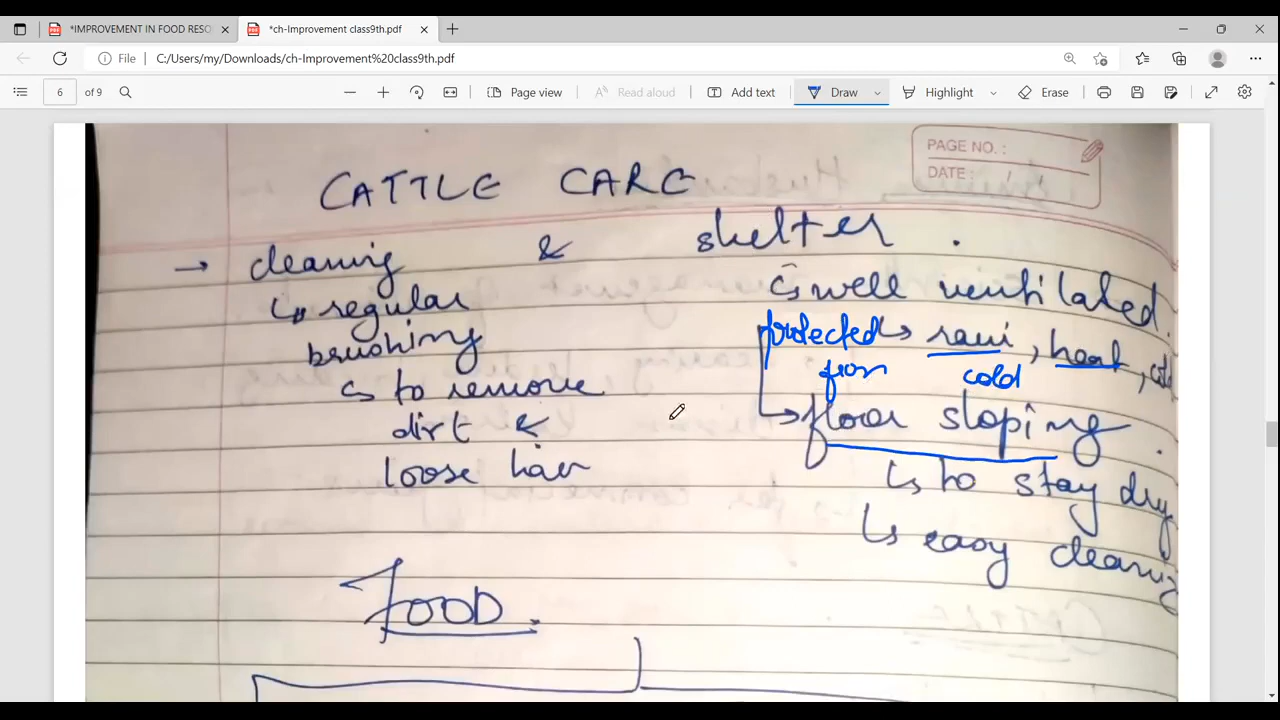 *IMPROVEMENT IN FOOD RESO
*ch-Improvement class9th.pdf
File
C:/Users/my/Downloads/ch-Improvement%20class9th.pdf
6 of 9
Page view
Read aloud
Add text
Draw
Highlight
Erase
PAGE NO. :
DATE : / /
CATTLE CARE
→ cleaning & shelter .
↳ regular
brushing
↳ to remove
dirt &
loose hair
↳ well ventilated.
protected ↳ rain, heat, cold
from cold
↳ floor sloping .
↳ to stay dry
↳ easy cleaning
FOOD.